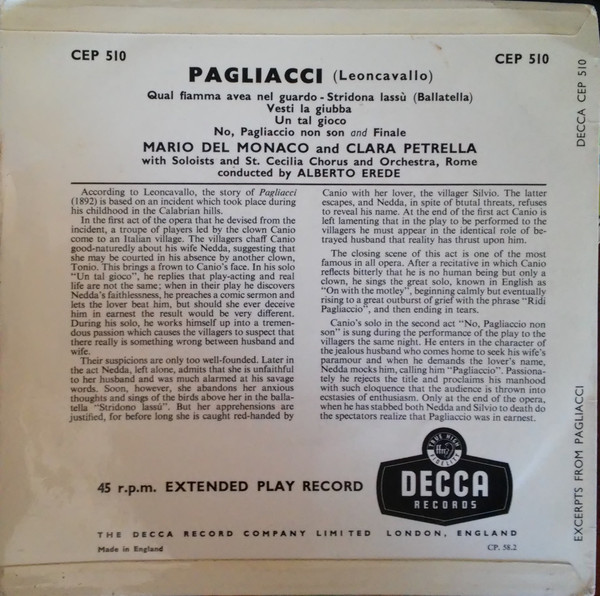 CEP 510
CEP 510
PAGLIACCI (Leoncavallo)
Qual fiamma avea nel guardo - Stridona lassù (Ballatella)
Vesti la giubba
Un tal gioco
No, Pagliaccio non son and Finale
MARIO DEL MONACO and CLARA PETRELLA
with Soloists and St. Cecilia Chorus and Orchestra, Rome
conducted by ALBERTO EREDE
According to Leoncavallo, the story of Pagliacci
(1892) is based on an incident which took place during
his childhood in the Calabrian hills.
In the first act of the opera that he devised from the
incident, a troupe of players led by the clown Canio
come to an Italian village. The villagers chaff Canio
good-naturedly about his wife Nedda, suggesting that
she may be courted in his absence by another clown,
Tonio. This brings a frown to Canio's face. In his solo
"Un tal gioco", he replies that play-acting and real
life are not the same; when in their play he discovers
Nedda's faithlessness, he preaches a comic sermon and
lets the lover beat him, but should she ever deceive
him in earnest the result would be very different.
During his solo, he works himself up into a tremen-
dous passion which causes the villagers to suspect that
there really is something wrong between husband and
wife.
Their suspicions are only too well-founded. Later in
the act Nedda, left alone, admits that she is unfaithful
to her husband and was much alarmed at his savage
words. Soon, however, she abandons her anxious
thoughts and sings of the birds above her in the balla-
tella "Stridono lassù". But her apprehensions are
justified, for before long she is caught red-handed by
Canio with her lover, the villager Silvio. The latter
escapes, and Nedda, in spite of btutal threats, refuses
to reveal his name. At the end of the first act Canio is
left lamenting that in the play to be performed to the
villagers he must appear in the identical role of be-
trayed husband that reality has thrust upon him.
The closing scene of this act is one of the most
famous in all opera. After a recitative in which Canio
reflects bitterly that he is no human being but only a
clown, he sings the great solo, known in English as
"On with the motley", beginning calmly but eventually
rising to a great outburst of grief with the phrase "Ridi
Pagliaccio", and then ending in tears.
Canio's solo in the second act "No, Pagliaccio non
son" is sung during the performance of the play to the
villagers the same night. He enters in the character of
the jealous husband who comes home to seek his wife's
paramour and when he demands the lover's name,
Nedda mocks him, calling him "Pagliaccio". Passiona-
tely he rejects the title and proclaims his manhood
with such eloquence that the audience is thrown into
ecstasies of enthusiasm. Only at the end of the opera,
when he has stabbed both Nedda and Silvio to death do
the spectators realize that Pagliaccio was in earnest.
45 r.p.m. EXTENDED PLAY RECORD
TRUE HIGH
ffrr
FIDELITY
DECCA
RECORDS
THE DECCA RECORD COMPANY LIMITED LONDON, ENGLAND
Made in England
CP. 58.2
DECCA CEP 510
EXCERPTS FROM PAGLIACCI